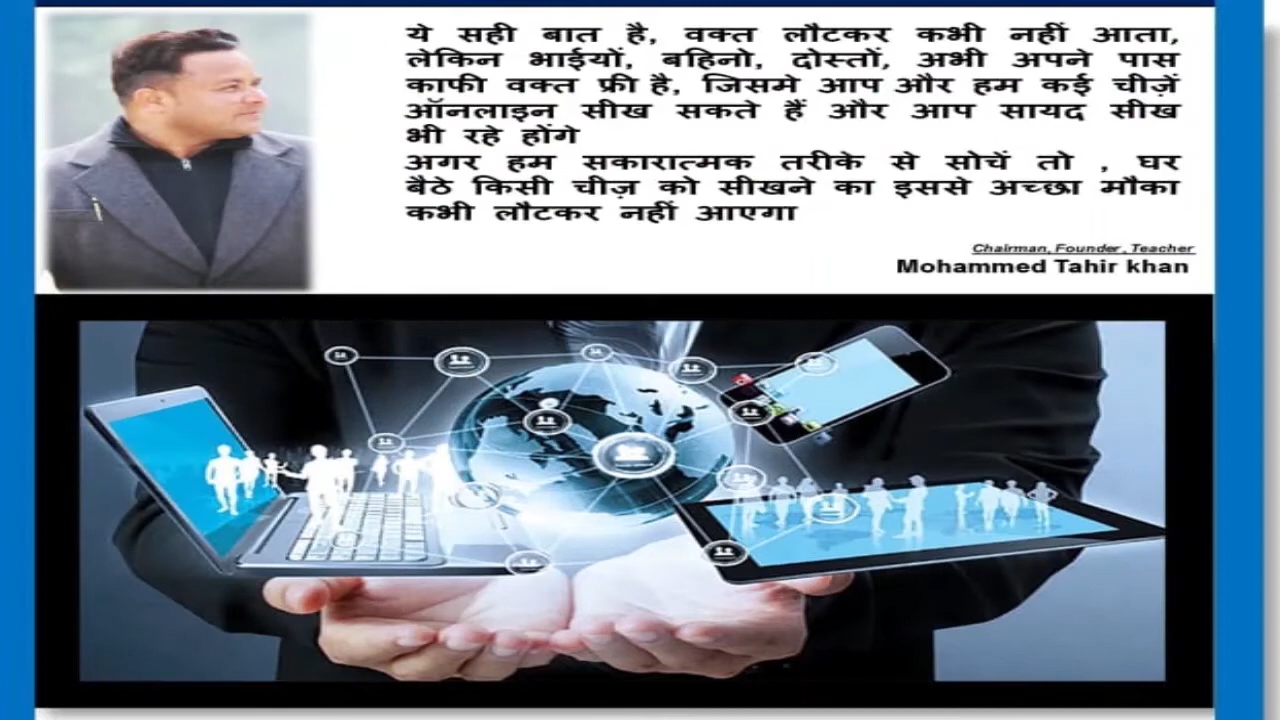 ये सही बात है, वक्त लौटकर कभी नहीं आता,
लेकिन भाईयों, बहिनो, दोस्तों, अभी अपने पास
काफी वक्त फ्री है, जिसमे आप और हम कई चीज़ें
ऑनलाइन सीख सकते हैं और आप सायद सीख
भी रहे होंगे
अगर हम सकारात्मक तरीके से सोचें तो , घर
बैठे किसी चीज़ को सीखने का इससे अच्छा मौका
कभी लौटकर नहीं आएगा
Chairman, Founder , Teacher
Mohammed Tahir khan